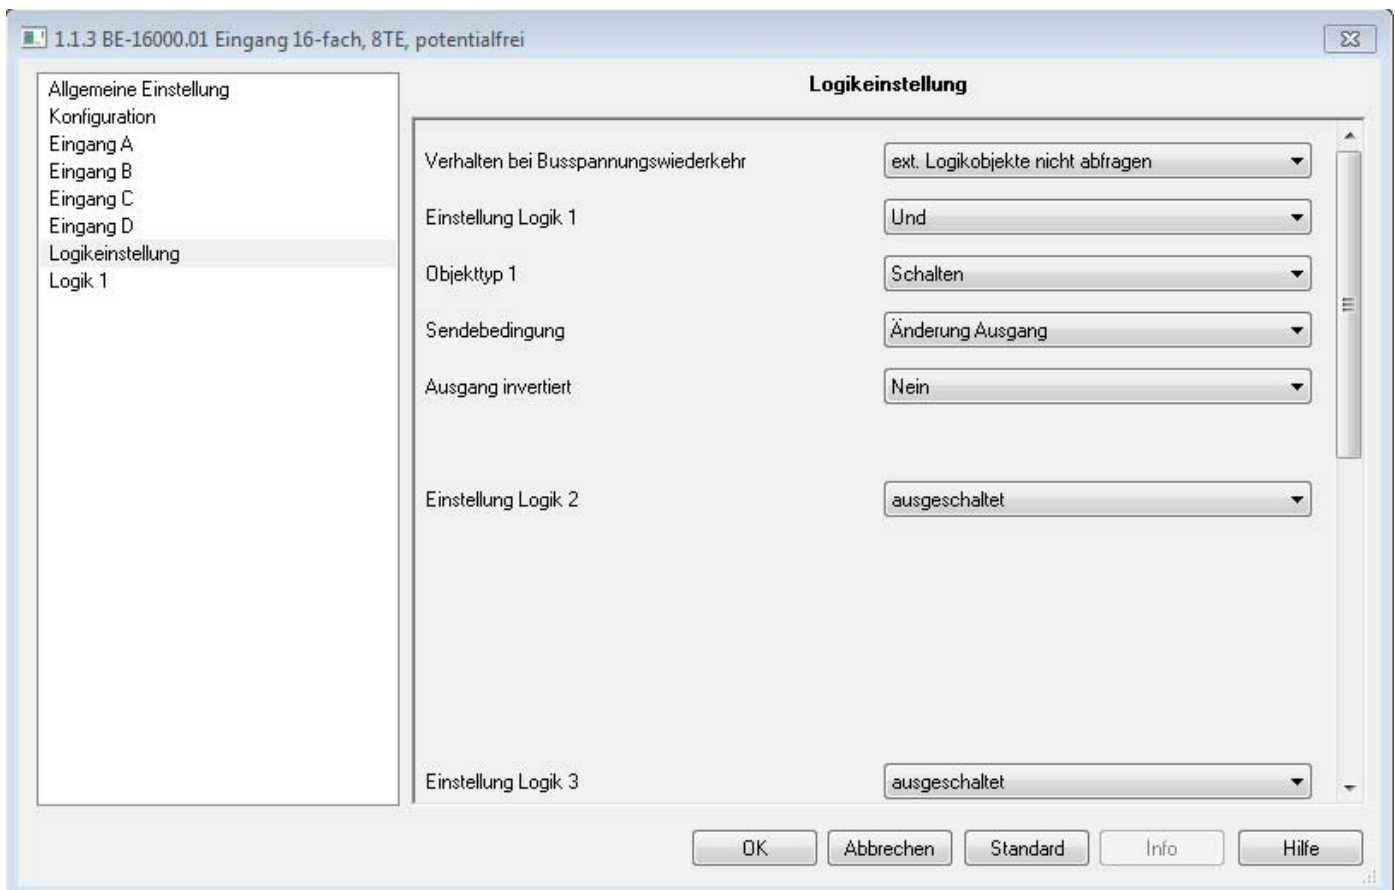 1.1.3 BE-16000.01 Eingang 16-fach, 8TE, potentialfrei
Allgemeine Einstellung
Konfiguration
Eingang A
Eingang B
Eingang C
Eingang D
Logikeinstellung
Logik 1
Logikeinstellung
Verhalten bei Busspannungswiederkehr ext. Logikobjekte nicht abfragen
Einstellung Logik 1 Und
Objekttyp 1 Schalten
Sendebedingung Änderung Ausgang
Ausgang invertiert Nein
Einstellung Logik 2 ausgeschaltet
Einstellung Logik 3 ausgeschaltet
OK Abbrechen Standard Info Hilfe